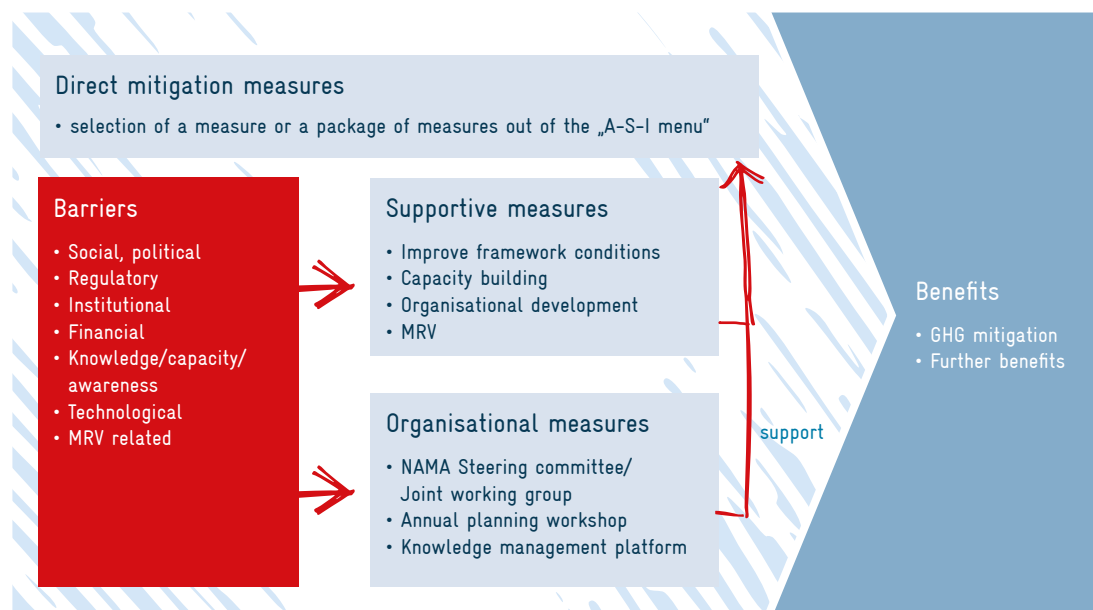 Direct mitigation measures
• selection of a measure or a package of measures out of the „A-S-I menu“
Barriers
• Social, political
• Regulatory
• Institutional
• Financial
• Knowledge/capacity/
awareness
• Technological
• MRV related
Supportive measures
• Improve framework conditions
• Capacity building
• Organisational development
• MRV
Organisational measures
• NAMA Steering committee/
Joint working group
• Annual planning workshop
• Knowledge management platform
support
Benefits
• GHG mitigation
• Further benefits